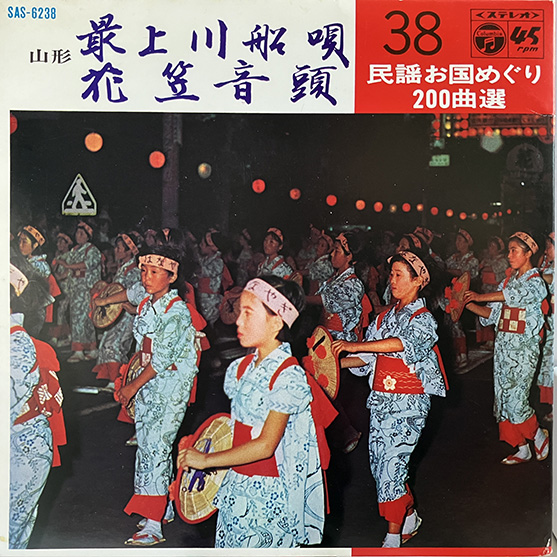 SAS-6238
山形 最上川船唄
花笠音頭
38
<ステレオ>
Columbia
45
rpm
民謡お国めぐり
200曲選